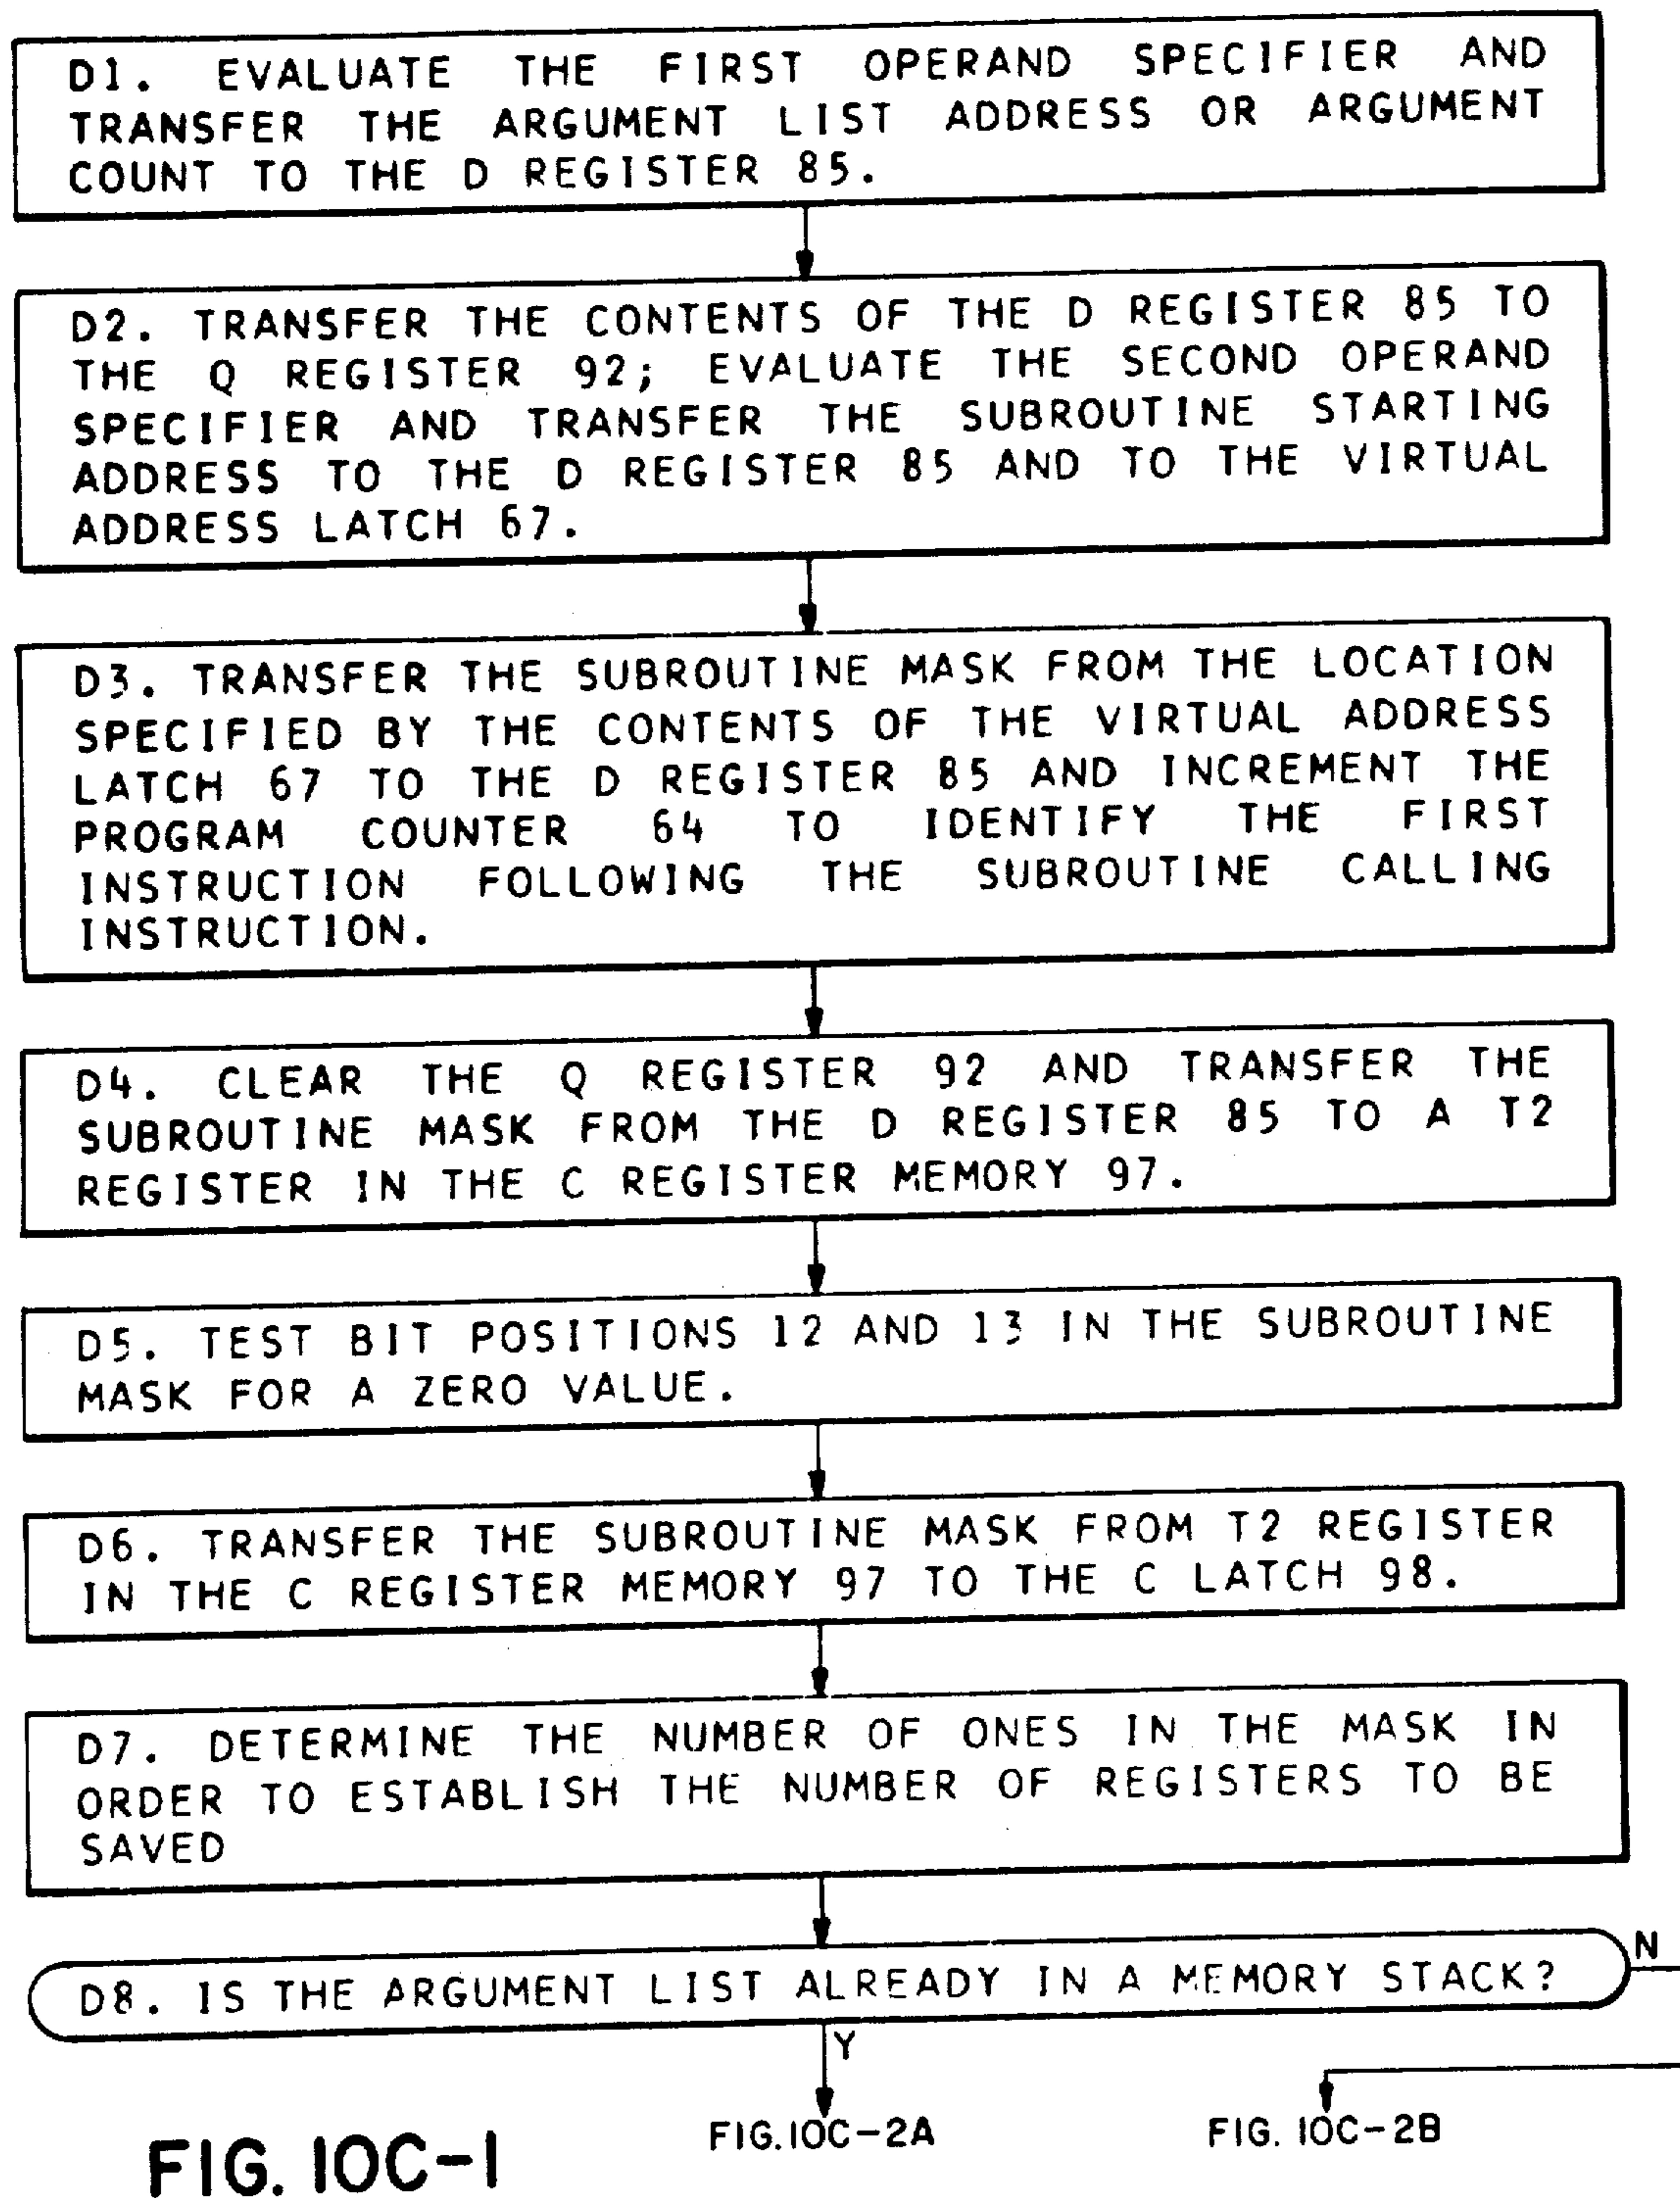 D1. EVALUATE THE FIRST OPERAND SPECIFIER AND
TRANSFER THE ARGUMENT LIST ADDRESS OR ARGUMENT
COUNT TO THE D REGISTER 85.
D2. TRANSFER THE CONTENTS OF THE D REGISTER 85 TO
THE Q REGISTER 92; EVALUATE THE SECOND OPERAND
SPECIFIER AND TRANSFER THE SUBROUTINE STARTING
ADDRESS TO THE D REGISTER 85 AND TO THE VIRTUAL
ADDRESS LATCH 67.
D3. TRANSFER THE SUBROUTINE MASK FROM THE LOCATION
SPECIFIED BY THE CONTENTS OF THE VIRTUAL ADDRESS
LATCH 67 TO THE D REGISTER 85 AND INCREMENT THE
PROGRAM COUNTER 64 TO IDENTIFY THE FIRST
INSTRUCTION FOLLOWING THE SUBROUTINE CALLING
INSTRUCTION.
D4. CLEAR THE Q REGISTER 92 AND TRANSFER THE
SUBROUTINE MASK FROM THE D REGISTER 85 TO A T2
REGISTER IN THE C REGISTER MEMORY 97.
D5. TEST BIT POSITIONS 12 AND 13 IN THE SUBROUTINE
MASK FOR A ZERO VALUE.
D6. TRANSFER THE SUBROUTINE MASK FROM T2 REGISTER
IN THE C REGISTER MEMORY 97 TO THE C LATCH 98.
D7. DETERMINE THE NUMBER OF ONES IN THE MASK IN
ORDER TO ESTABLISH THE NUMBER OF REGISTERS TO BE
SAVED
D8. IS THE ARGUMENT LIST ALREADY IN A MEMORY STACK?
N
Y
FIG.10C-2A
FIG. 10C-2B
FIG. 10C-1